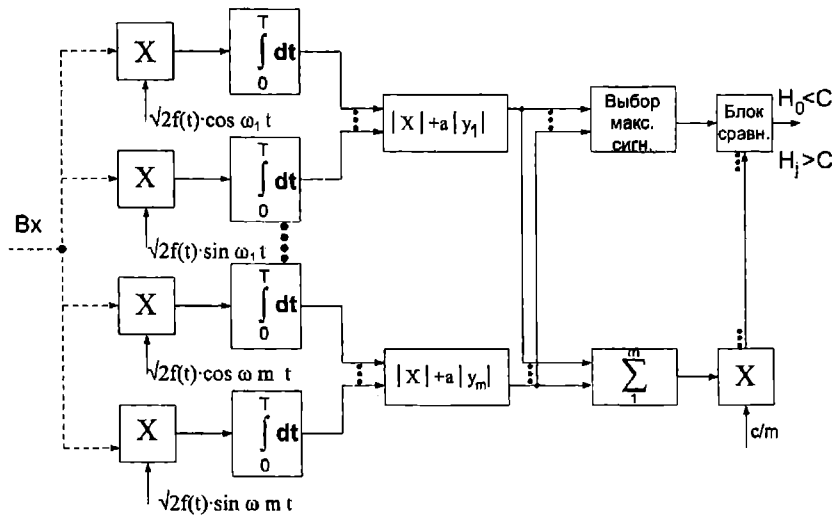 X
T
∫ dt
0
√2f(t)·cos ω₁ t
X
T
∫ dt
0
√2f(t)·sin ω₁ t
Вх
X
T
∫ dt
0
√2f(t)·cos ω m t
X
T
∫ dt
0
√2f(t)·sin ω m t
|X|+a|y₁|
|X|+a|yₘ|
Выбор
макс.
сигн.
Блок
сравн.
H₀<C
Hⱼ>C
m
∑
1
X
c/m